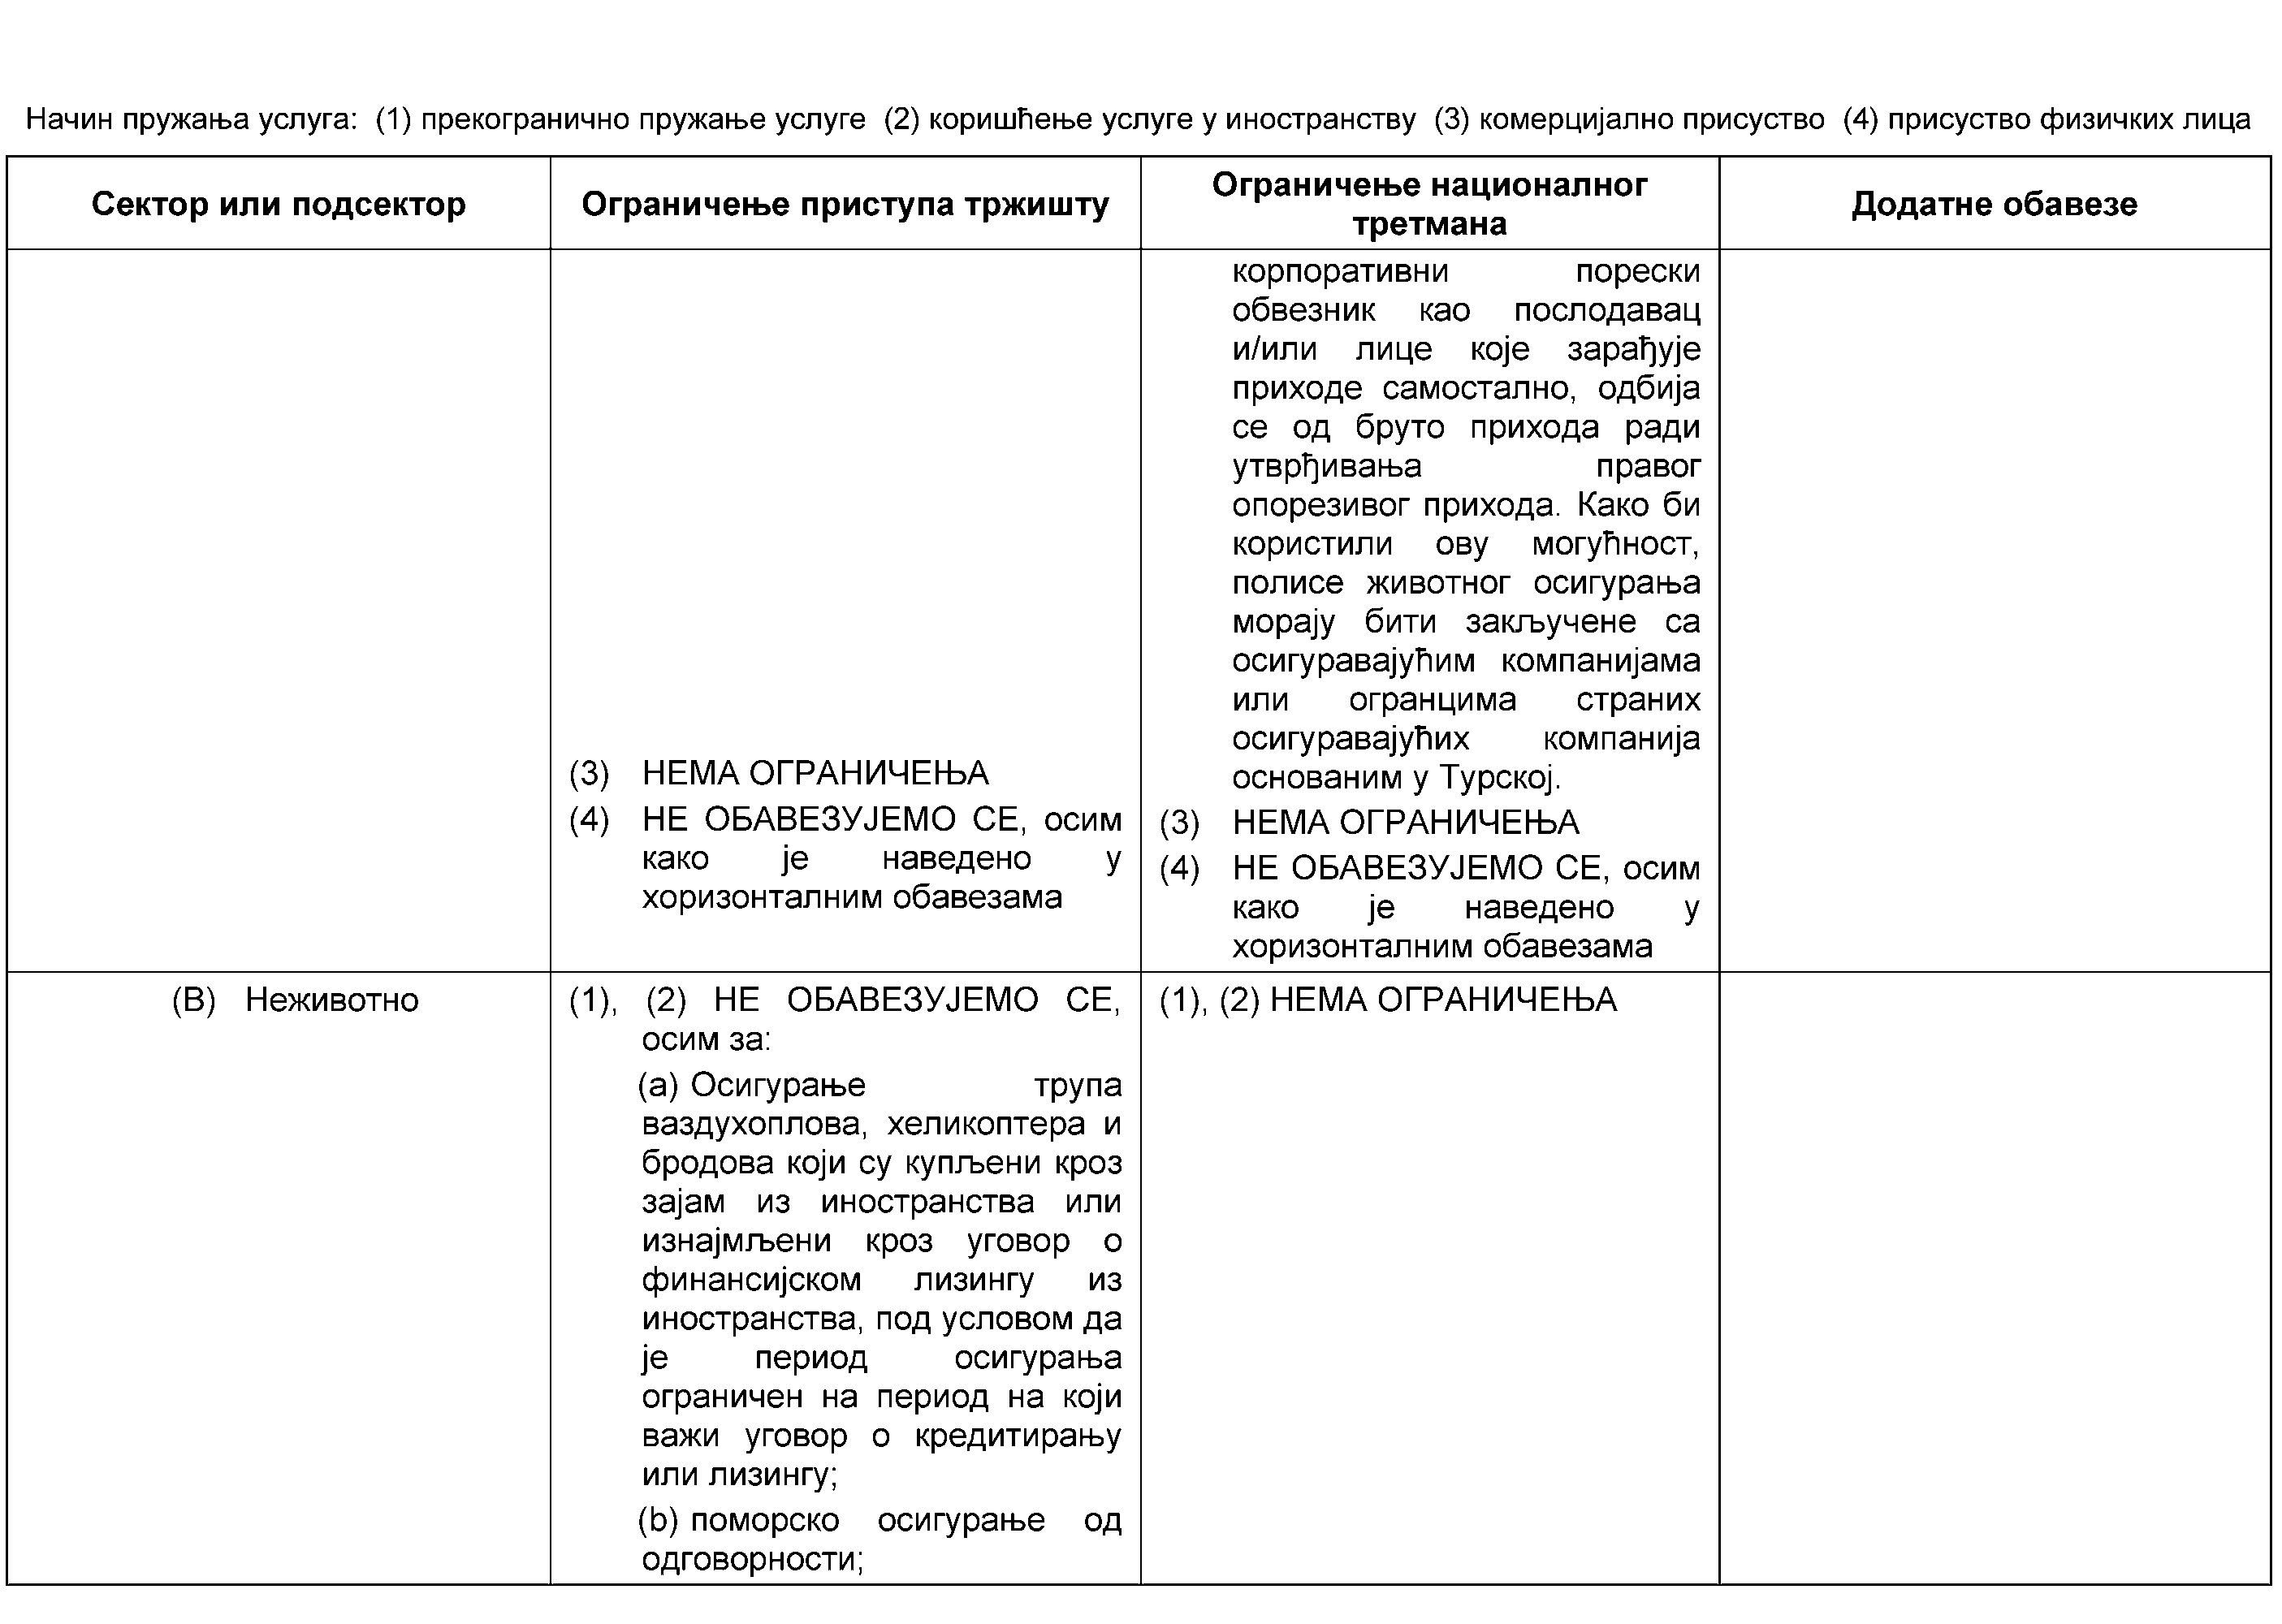 Начин пружања услуга: (1) прекогранично пружање услуге (2) коришћење услуге у иностранству (3) комерцијално присуство (4) присуство физичких лица
Сектор или подсектор
Ограничење приступа тржишту
Ограничење националног
третмана
Додатне обавезе
(3) НЕМА ОГРАНИЧЕЊА
(4) НЕ ОБАВЕЗУЈЕМО СЕ, осим
како је наведено у
хоризонталним обавезама
корпоративни порески
обвезник као послодавац
и/или лице које зарађује
приходе самостално, одбија
се од бруто прихода ради
утврђивања правог
опорезивог прихода. Како би
користили ову могућност,
полисе животног осигурања
морају бити закључене са
осигуравајућим компанијама
или огранцима страних
осигуравајућих компанија
основаним у Турској.
(3) НЕМА ОГРАНИЧЕЊА
(4) НЕ ОБАВЕЗУЈЕМО СЕ, осим
како је наведено у
хоризонталним обавезама
(B) Неживотно
(1), (2) НЕ ОБАВЕЗУЈЕМО СЕ,
осим за:
(a) Осигурање трупа
ваздухоплова, хеликоптера и
бродова који су купљени кроз
зајам из иностранства или
изнајмљени кроз уговор о
финансијском лизингу из
иностранства, под условом да
је период осигурања
ограничен на период на који
важи уговор о кредитирању
или лизингу;
(b) поморско осигурање од
одговорности;
(1), (2) НЕМА ОГРАНИЧЕЊА